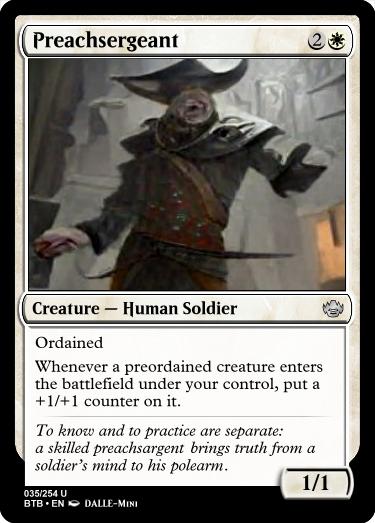 Preachsergeant 2
Creature — Human Soldier
Ordained
Whenever a preordained creature enters
the battlefield under your control, put a
+1/+1 counter on it.
To know and to practice are separate:
a skilled preachsargent brings truth from a
soldier's mind to his polearm.
1/1
035/254 U
BTB • EN DALLE-Mini